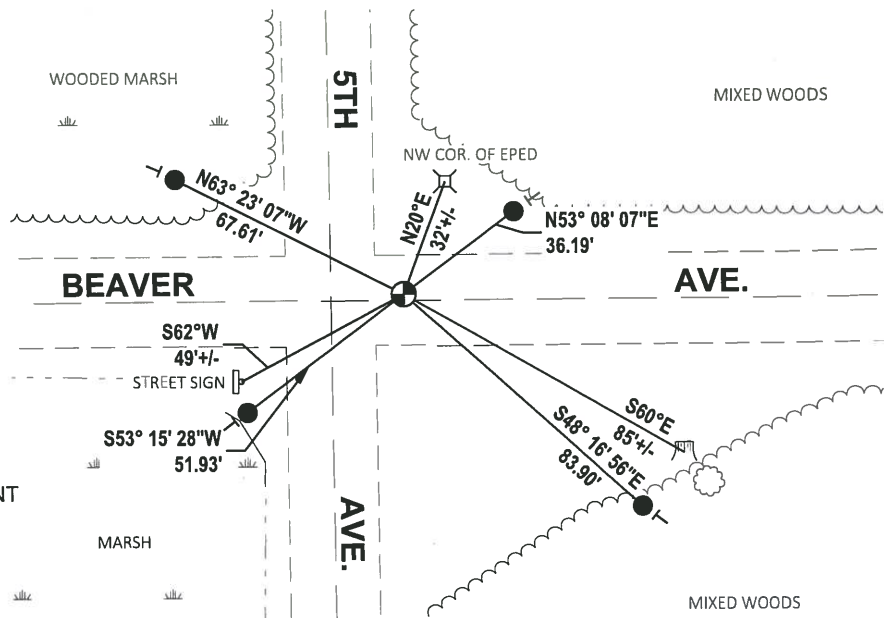 WOODED MARSH
5TH
MIXED WOODS
NW COR. OF EPED
N63° 23' 07"W
67.61'
N20°E
32'+/-
N53° 08' 07"E
36.19'
BEAVER
AVE.
S62°W
49'+/-
STREET SIGN
S53° 15' 28"W
51.93'
S60°E
85'+/-
S48° 16' 56"E
83.90'
NT
AVE.
MARSH
MIXED WOODS